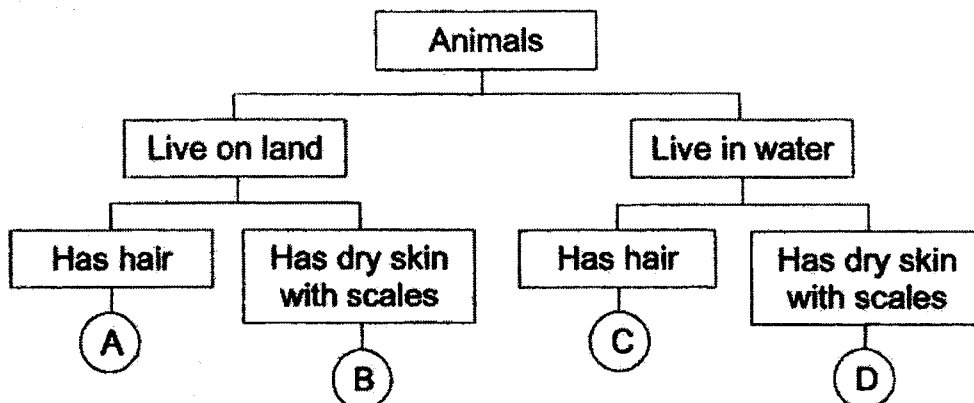 Animals
Live on land
Live in water
Has hair
Has dry skin
with scales
Has hair
Has dry skin
with scales
A
B
C
D